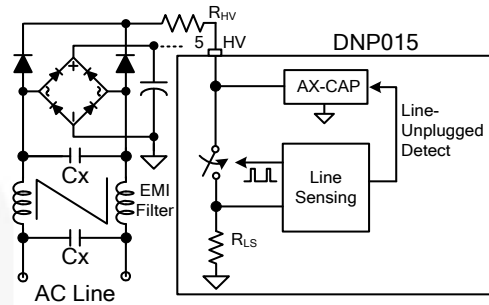 RHV
5 HV
DNP015
AX-CAP
Line-
Unplugged
Detect
Cx
EMI
Filter
Line
Sensing
RLS
Cx
AC Line